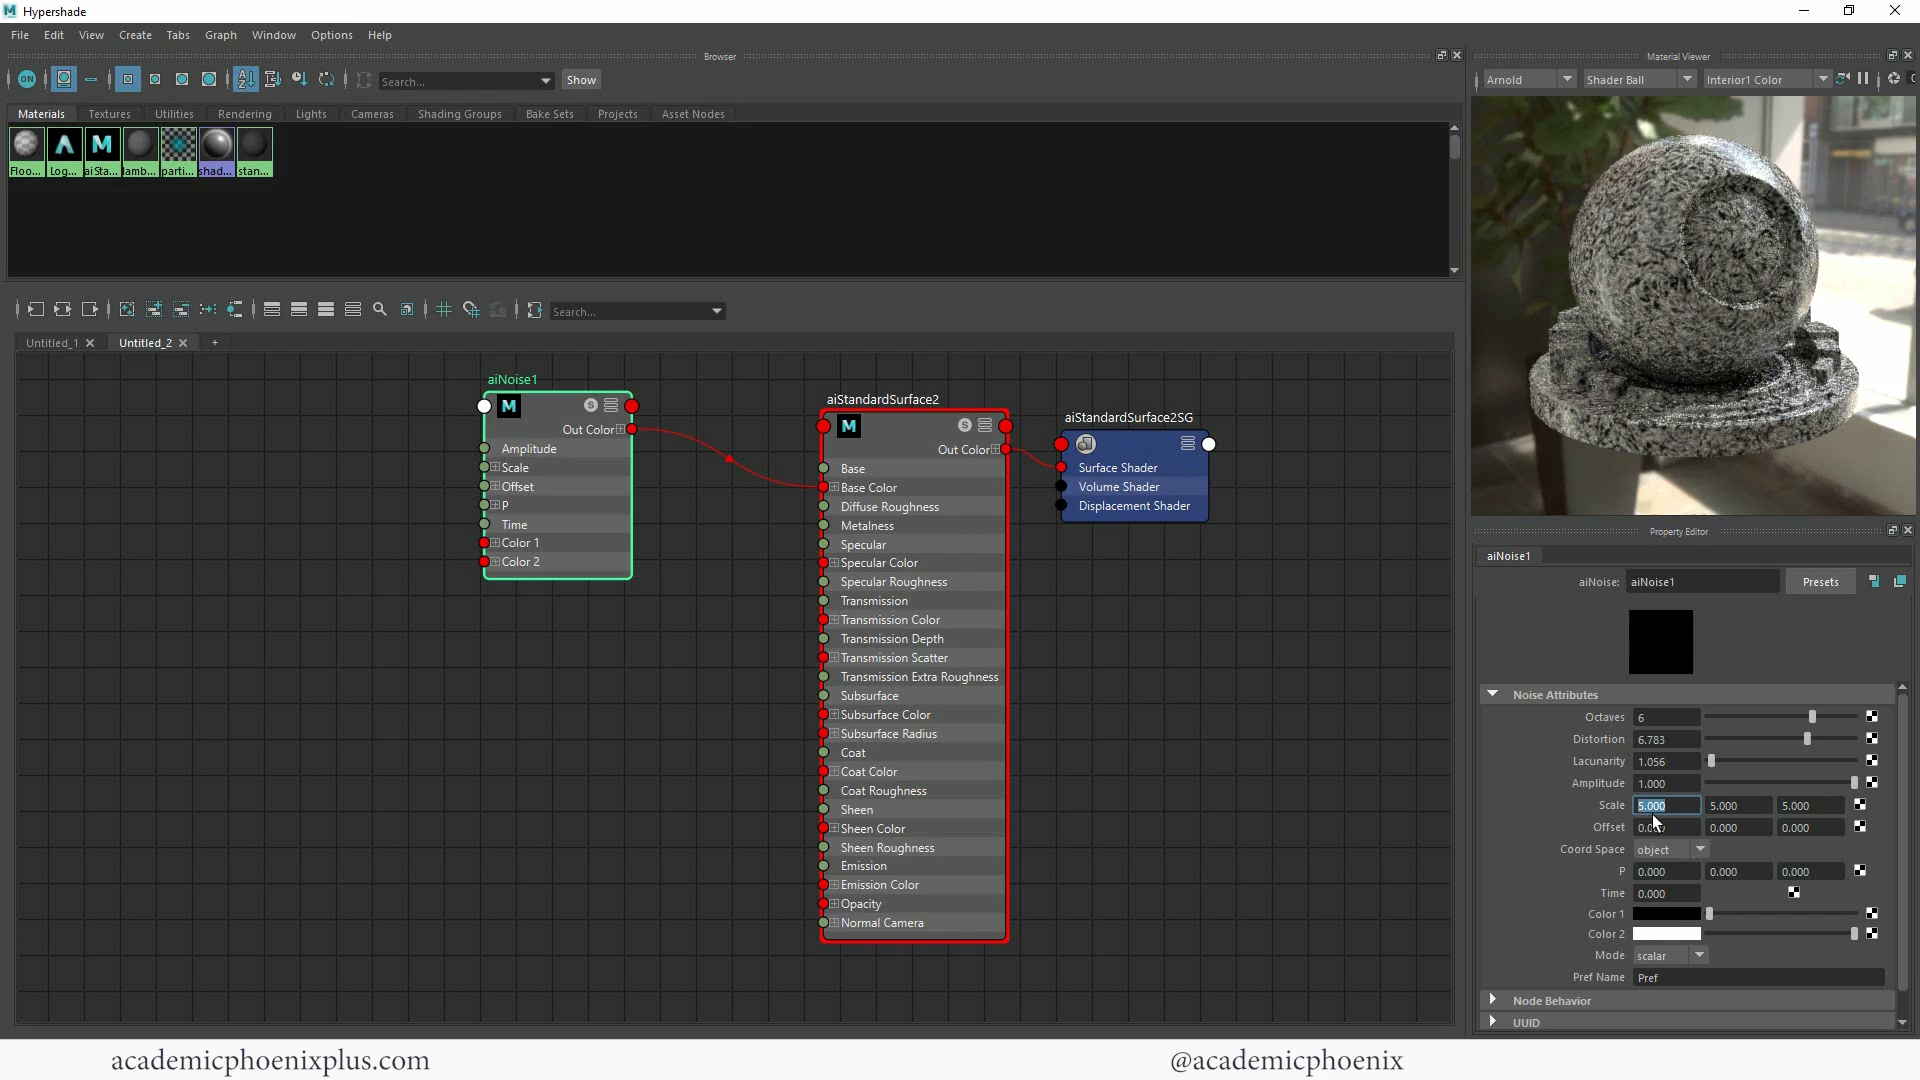 Hypershade
File Edit View Create Tabs Graph Window Options Help
Browser
ON Search... Show
Materials Textures Utilities Rendering Lights Cameras Shading Groups Bake Sets Projects Asset Nodes
Floo... Log... aiSta... lamb... parti... shad... stan...
Search...
Untitled_1 Untitled_2 +
aiNoise1
M S
Out Color
Amplitude
Scale
Offset
P
Time
Color 1
Color 2
aiStandardSurface2
M S
Out Color
Base
Base Color
Diffuse Roughness
Metalness
Specular
Specular Color
Specular Roughness
Transmission
Transmission Color
Transmission Depth
Transmission Scatter
Transmission Extra Roughness
Subsurface
Subsurface Color
Subsurface Radius
Coat
Coat Color
Coat Roughness
Sheen
Sheen Color
Sheen Roughness
Emission
Emission Color
Opacity
Normal Camera
aiStandardSurface2SG
Surface Shader
Volume Shader
Displacement Shader
Material Viewer
Arnold Shader Ball Interior1 Color
Property Editor
aiNoise1
aiNoise: aiNoise1 Presets
Noise Attributes
Octaves 6
Distortion 6.783
Lacunarity 1.056
Amplitude 1.000
Scale 5.000 5.000 5.000
Offset 0.000 0.000
Coord Space object
P 0.000 0.000 0.000
Time 0.000
Color 1
Color 2
Mode scalar
Pref Name Pref
Node Behavior
UUID
academicphoenixplus.com
@academicphoenix